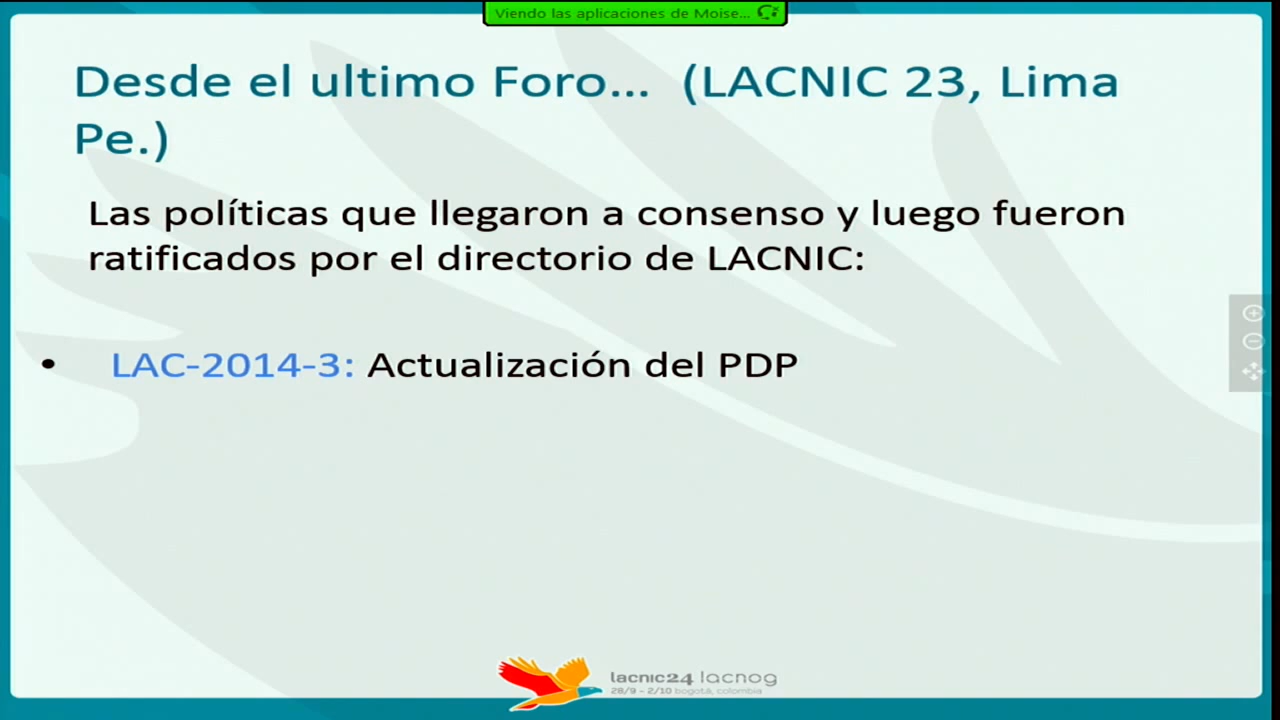 Viendo las aplicaciones de Moise...
Desde el ultimo Foro... (LACNIC 23, Lima
Pe.)
Las políticas que llegaron a consenso y luego fueron
ratificados por el directorio de LACNIC:
• LAC-2014-3: Actualización del PDP
lacnic24 lacnog
28/9 - 2/10 bogotá, colombia